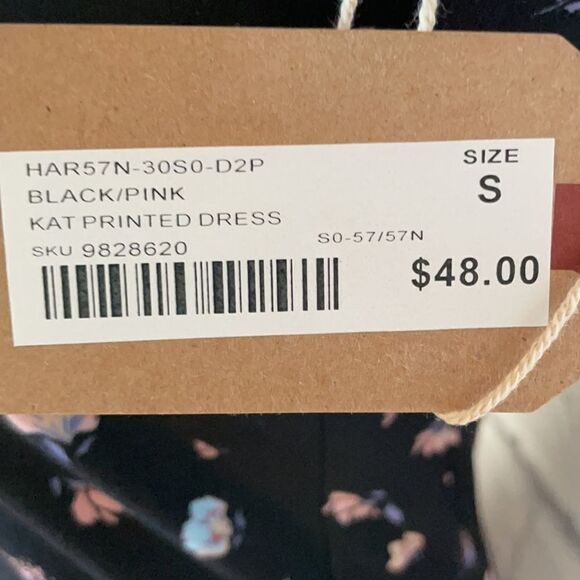 HAR57N-30S0-D2P
BLACK/PINK
KAT PRINTED DRESS
SKU 9828620
S0-57/57N
SIZE
S
$48.00